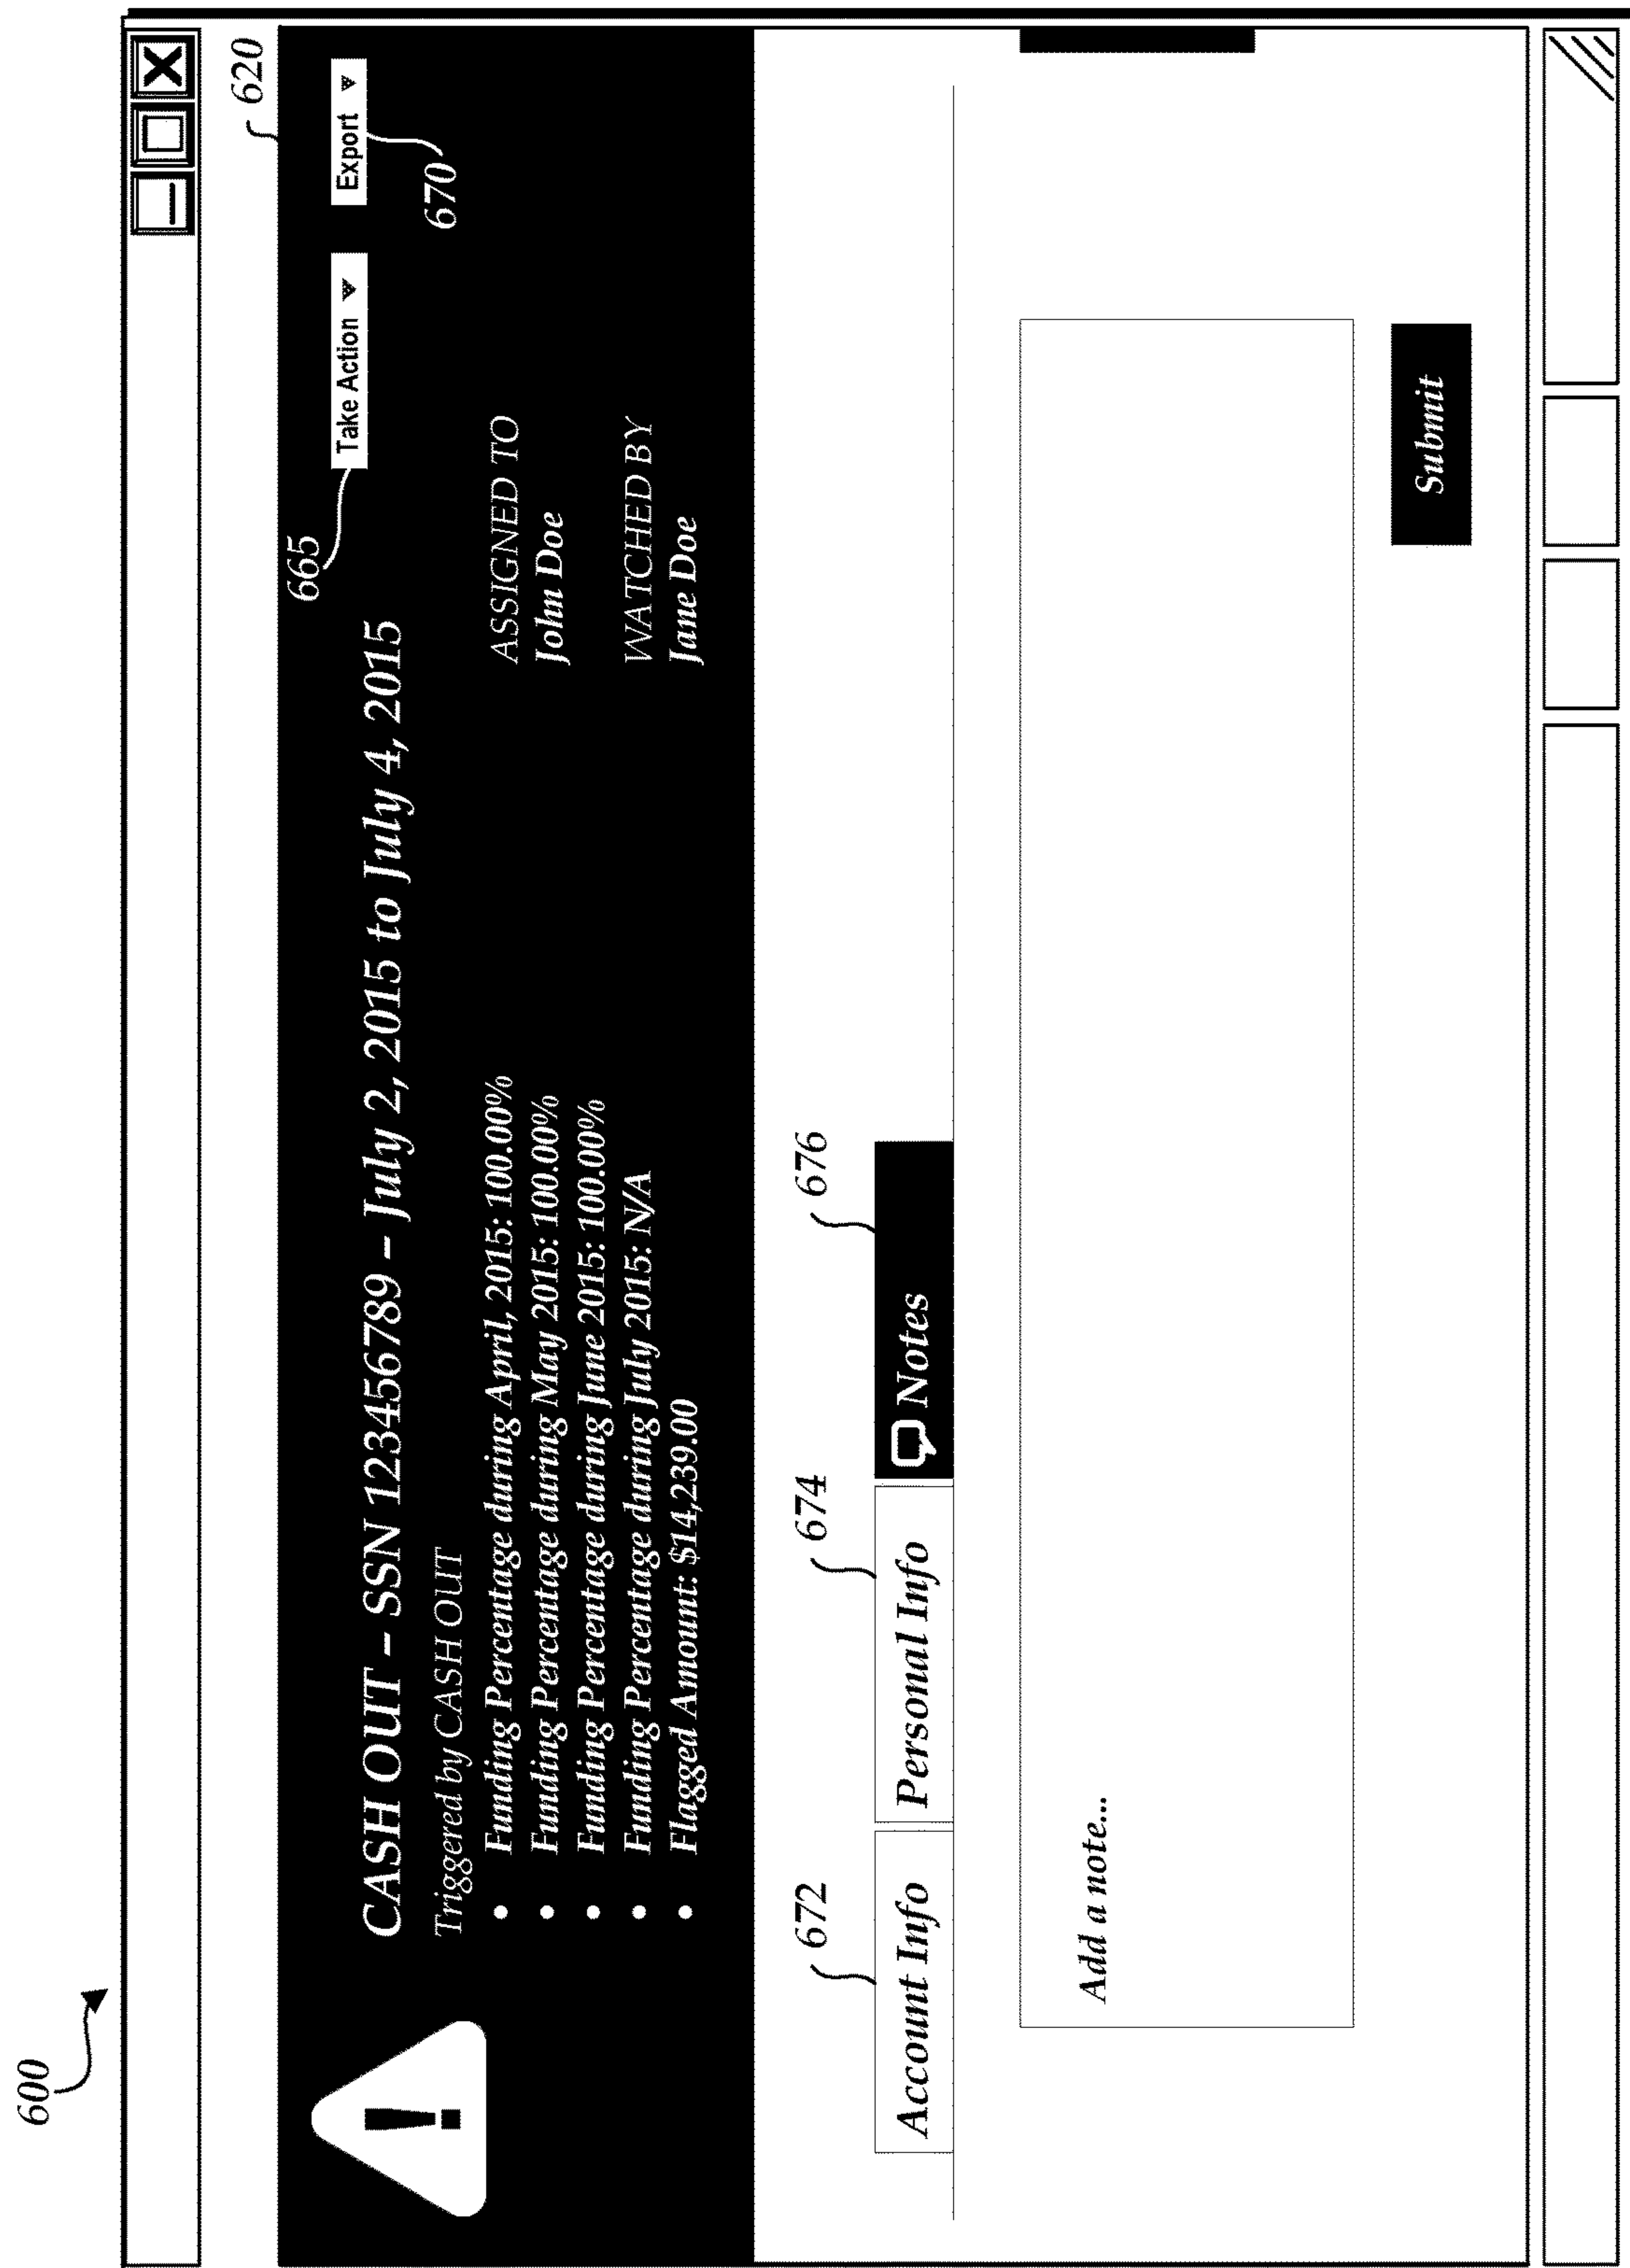 600
620
665
Take Action
Export
670
CASH OUT – SSN 123456789 – July 2, 2015 to July 4, 2015
Triggered by CASH OUT
• Funding Percentage during April, 2015: 100.00%
• Funding Percentage during May 2015: 100.00%
• Funding Percentage during June 2015: 100.00%
• Funding Percentage during July 2015: N/A
• Flagged Amount: $14,239.00
ASSIGNED TO
John Doe
WATCHED BY
Jane Doe
672
674
676
Account Info
Personal Info
Notes
Add a note...
Submit